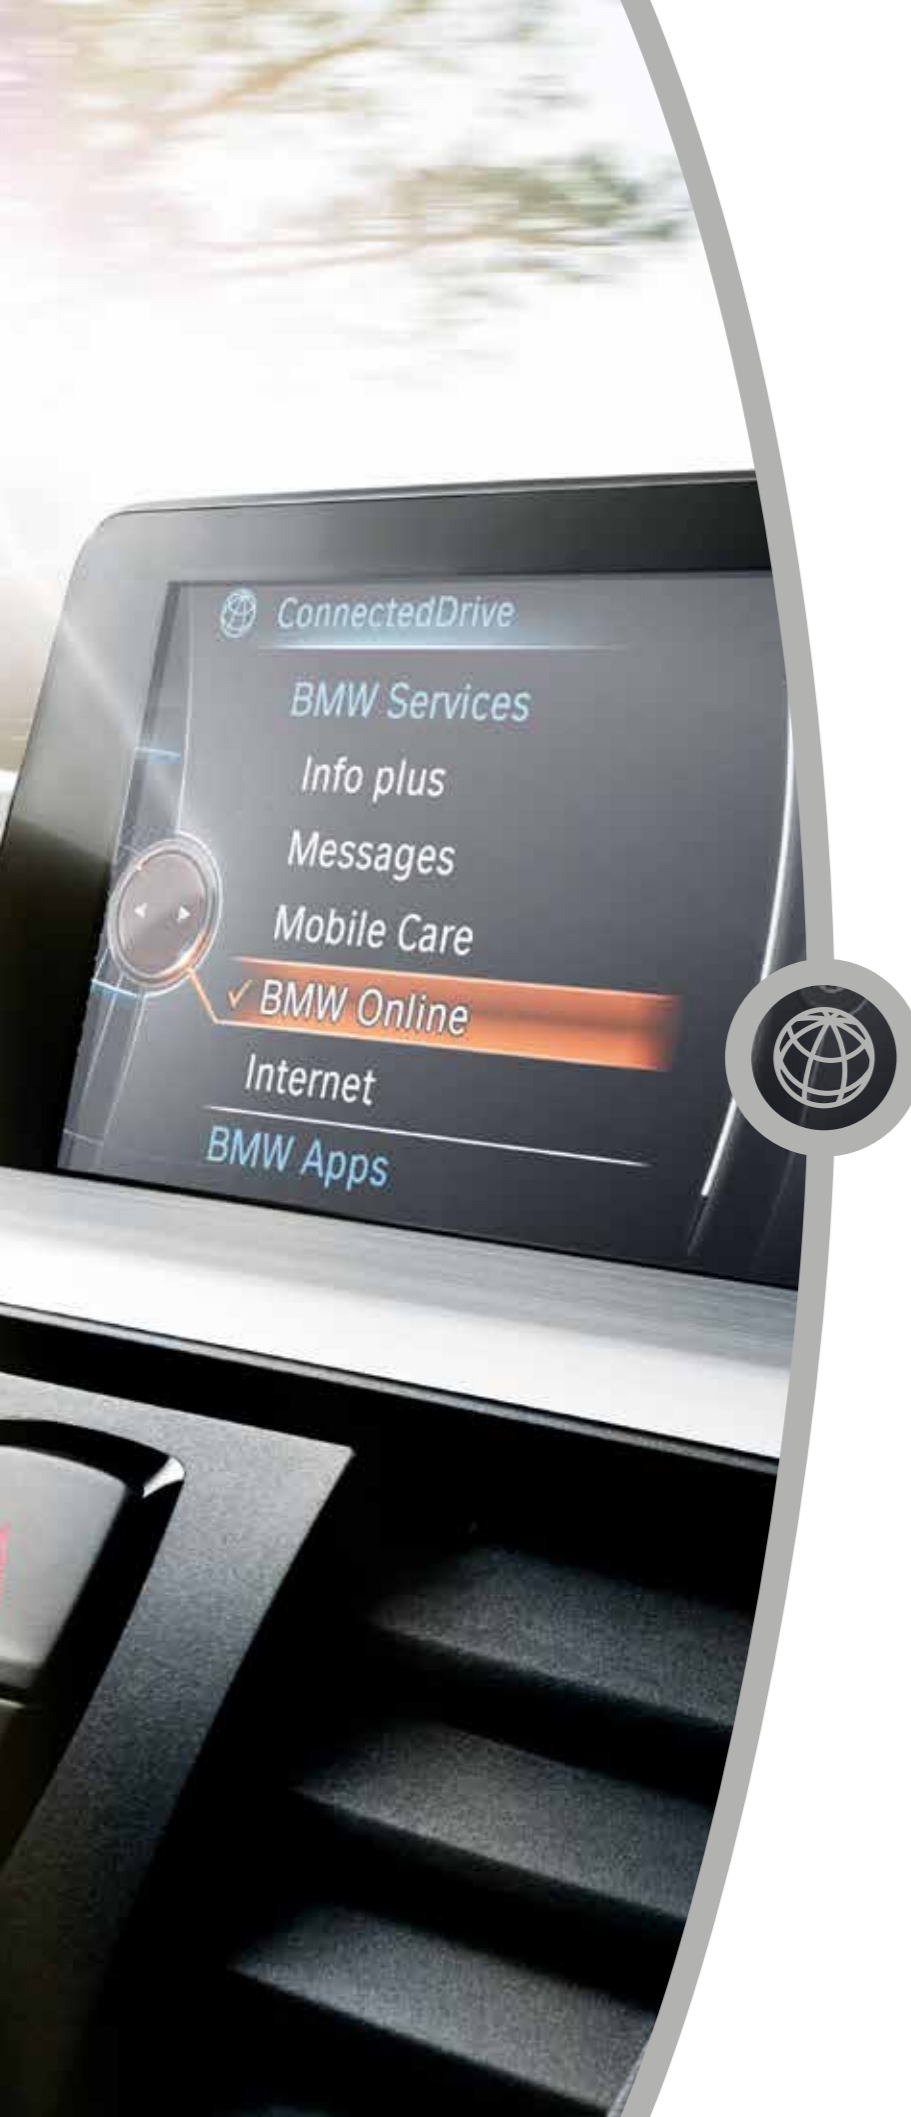 ConnectedDrive
BMW Services
Info plus
Messages
Mobile Care
✓ BMW Online
Internet
BMW Apps